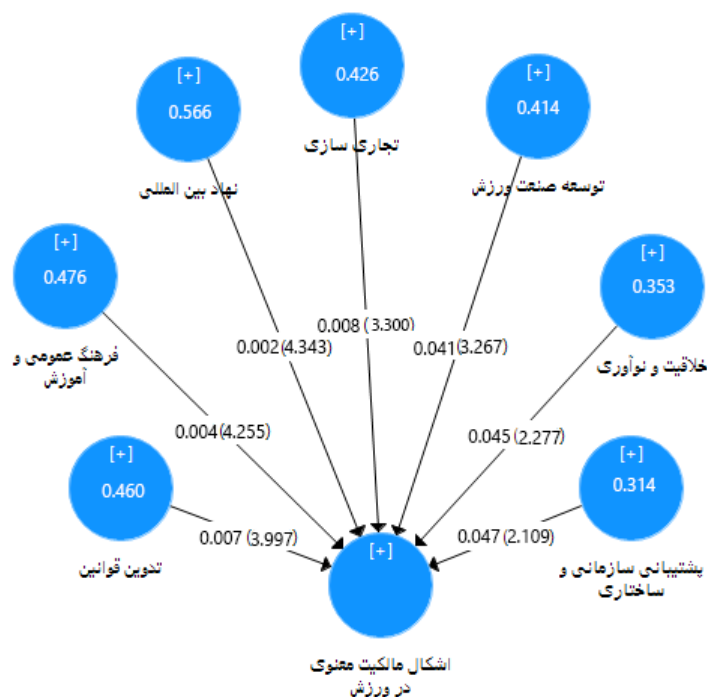 [+]
0.426
تجاری سازی
[+]
0.566
نهاد بین المللی
[+]
0.414
توسعه صنعت ورزش
[+]
0.476
فرهنگ عمومی و
آموزش
[+]
0.353
خلاقیت و نوآوری
0.008 (3.300)
0.002(4.343)
0.041(3.267)
0.004(4.255)
0.045(2.277)
[+]
0.460
تدوین قوانین
[+]
0.314
پشتیبانی سازمانی و
ساختاری
0.007 (3.997)
0.047(2.109)
[+]
اشکال مالکیت معنوی
در ورزش